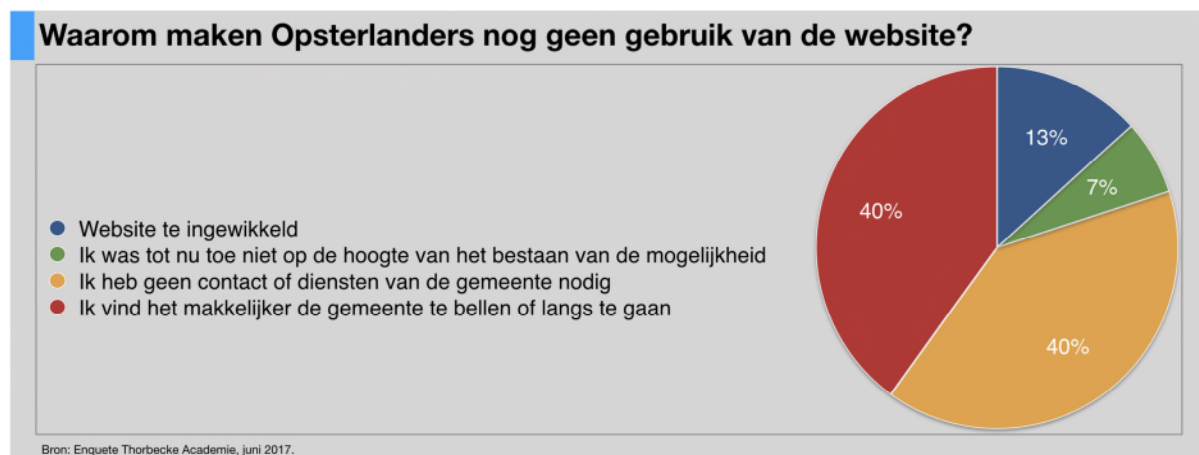 Waarom maken Opsterlanders nog geen gebruik van de website?
13%
7%
40%
40%
Website te ingewikkeld
Ik was tot nu toe niet op de hoogte van het bestaan van de mogelijkheid
Ik heb geen contact of diensten van de gemeente nodig
Ik vind het makkelijker de gemeente te bellen of langs te gaan
Bron: Enquete Thorbecke Academie, juni 2017.